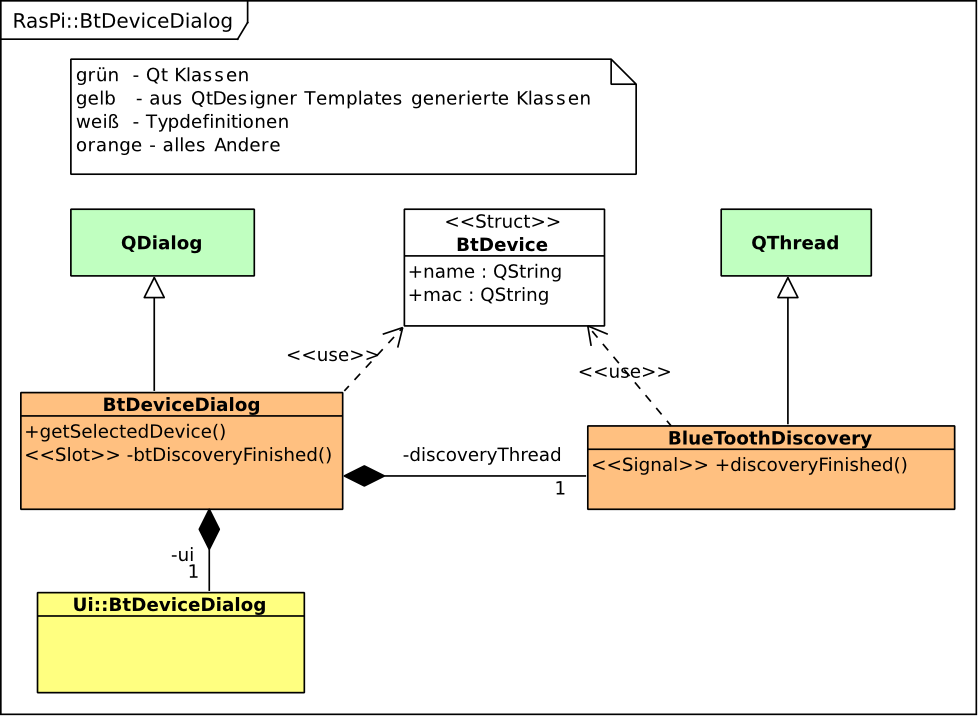 RasPi::BtDeviceDialog
grün - Qt Klassen
gelb - aus QtDesigner Templates generierte Klassen
weiß - Typdefinitionen
orange - alles Andere
QDialog
<<Struct>>
BtDevice
+name : QString
+mac : QString
QThread
<<use>>
<<use>>
BtDeviceDialog
+getSelectedDevice()
<<Slot>> -btDiscoveryFinished()
-discoveryThread
1
BlueToothDiscovery
<<Signal>> +discoveryFinished()
-ui
1
Ui::BtDeviceDialog